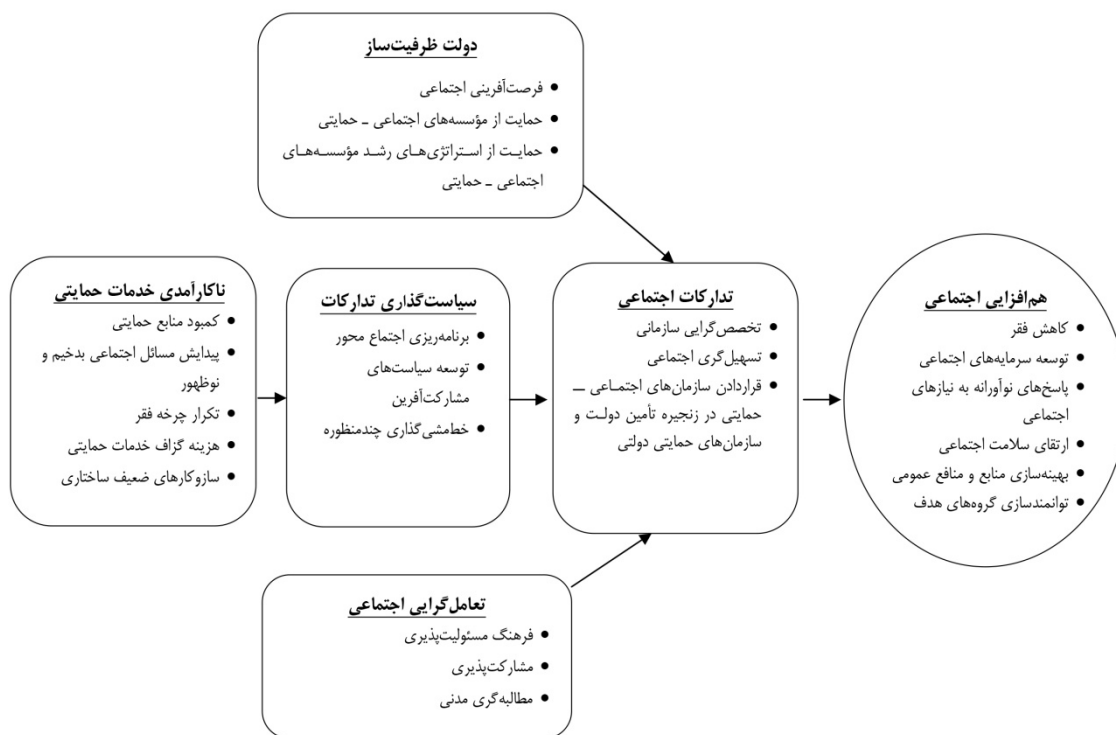 دولت ظرفیت‌ساز
• فرصت‌آفرینی اجتماعی
• حمایت از مؤسسه‌های اجتماعی ـ حمایتی
• حمایت از استراتژی‌های رشد مؤسسه‌های
اجتماعی ـ حمایتی
ناکارآمدی خدمات حمایتی
• کمبود منابع حمایتی
• پیدایش مسائل اجتماعی بدخیم و
نوظهور
• تکرار چرخه فقر
• هزینه گزاف خدمات حمایتی
• سازوکارهای ضعیف ساختاری
سیاست‌گذاری تدارکات
• برنامه‌ریزی اجتماع محور
• توسعه سیاست‌های
مشارکت‌آفرین
• خط‌مشی‌گذاری چندمنظوره
تدارکات اجتماعی
• تخصص‌گرایی سازمانی
• تسهیل‌گری اجتماعی
• قراردادن سازمان‌های اجتماعی ـ
حمایتی در زنجیره تأمین دولت و
سازمان‌های حمایتی دولتی
هم‌افزایی اجتماعی
• کاهش فقر
• توسعه سرمایه‌های اجتماعی
• پاسخ‌های نوآورانه به نیازهای
اجتماعی
• ارتقای سلامت اجتماعی
• بهینه‌سازی منابع و منافع عمومی
• توانمندسازی گروه‌های هدف
تعامل‌گرایی اجتماعی
• فرهنگ مسئولیت‌پذیری
• مشارکت‌پذیری
• مطالبه‌گری مدنی